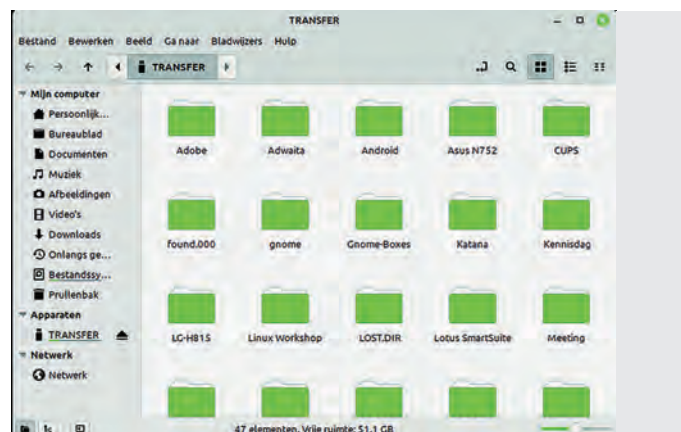 TRANSFER
Bestand Bewerken Beeld Ga naar Bladwijzers Hulp
TRANSFER
Mijn computer
Persoonlijk...
Bureaublad
Documenten
Muziek
Afbeeldingen
Video's
Downloads
Onlangs ge...
Bestandssy...
Prullenbak
Apparaten
TRANSFER
Netwerk
Netwerk
Adobe Adwaita Android Asus N752 CUPS
found.000 gnome Gnome-Boxes Katana Kennisdag
LG-H815 Linux Workshop LOST.DIR Lotus SmartSuite Meeting
47 elementen, Vrije ruimte: 51,1 GB